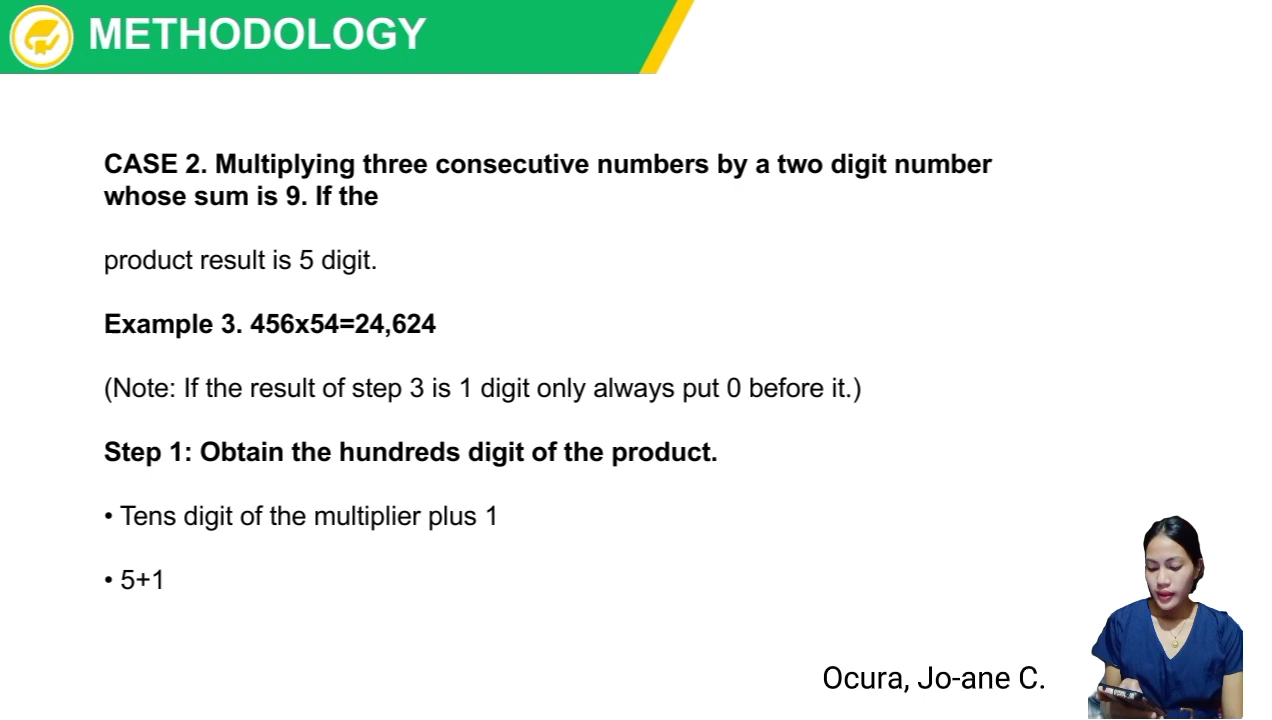 METHODOLOGY
CASE 2. Multiplying three consecutive numbers by a two digit number
whose sum is 9. If the
product result is 5 digit.
Example 3. 456x54=24,624
(Note: If the result of step 3 is 1 digit only always put 0 before it.)
Step 1: Obtain the hundreds digit of the product.
• Tens digit of the multiplier plus 1
• 5+1
Ocura, Jo-ane C.